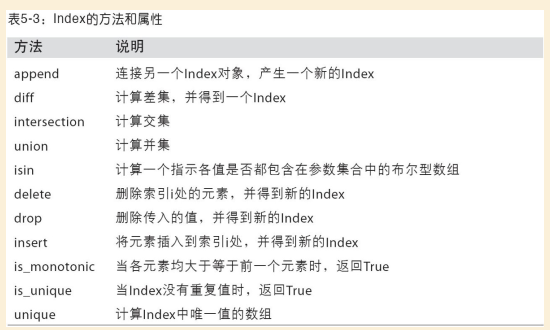 表5-3：Index的方法和属性
方法 说明
append 连接另一个Index对象，产生一个新的Index
diff 计算差集，并得到一个Index
intersection 计算交集
union 计算并集
isin 计算一个指示各值是否都包含在参数集合中的布尔型数组
delete 删除索引i处的元素，并得到新的Index
drop 删除传入的值，并得到新的Index
insert 将元素插入到索引i处，并得到新的Index
is_monotonic 当各元素均大于等于前一个元素时，返回True
is_unique 当Index没有重复值时，返回True
unique 计算Index中唯一值的数组